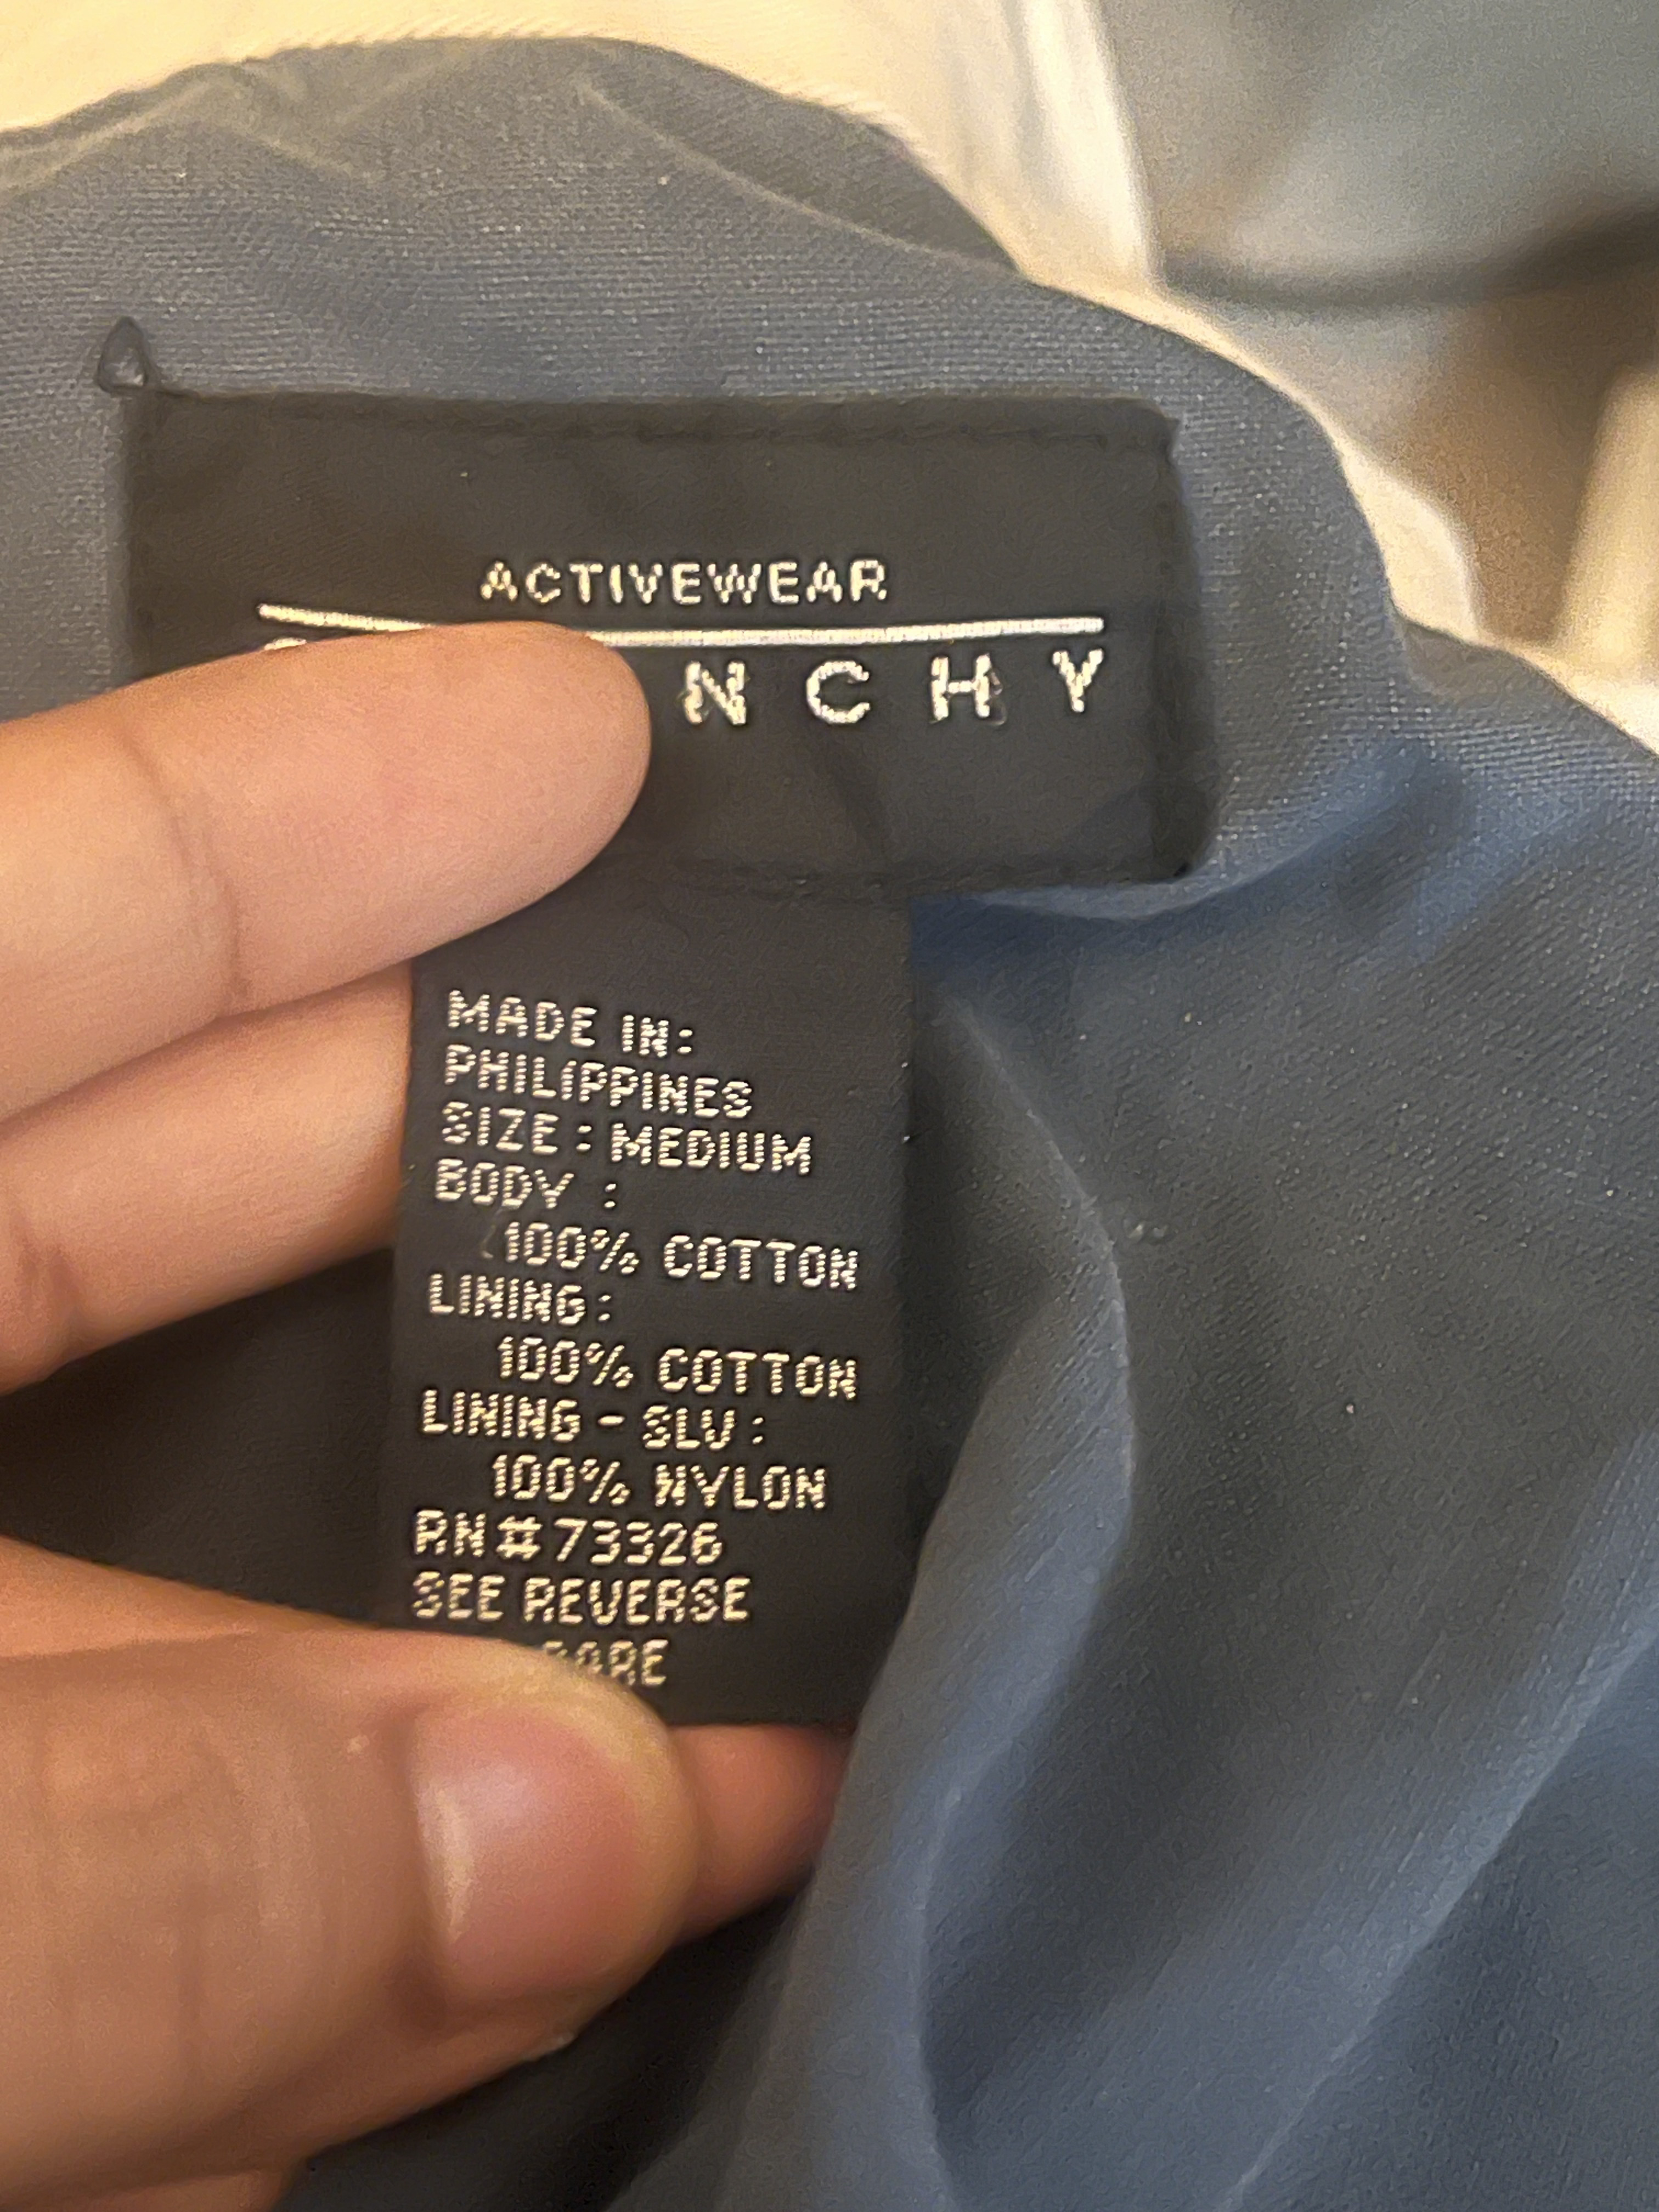 ACTIVEWEAR
NCHY
MADE IN:
PHILIPPINES
SIZE: MEDIUM
BODY :
100% COTTON
LINING:
100% COTTON
LINING - SLV:
100% NYLON
RN#73326
SEE REVERSE